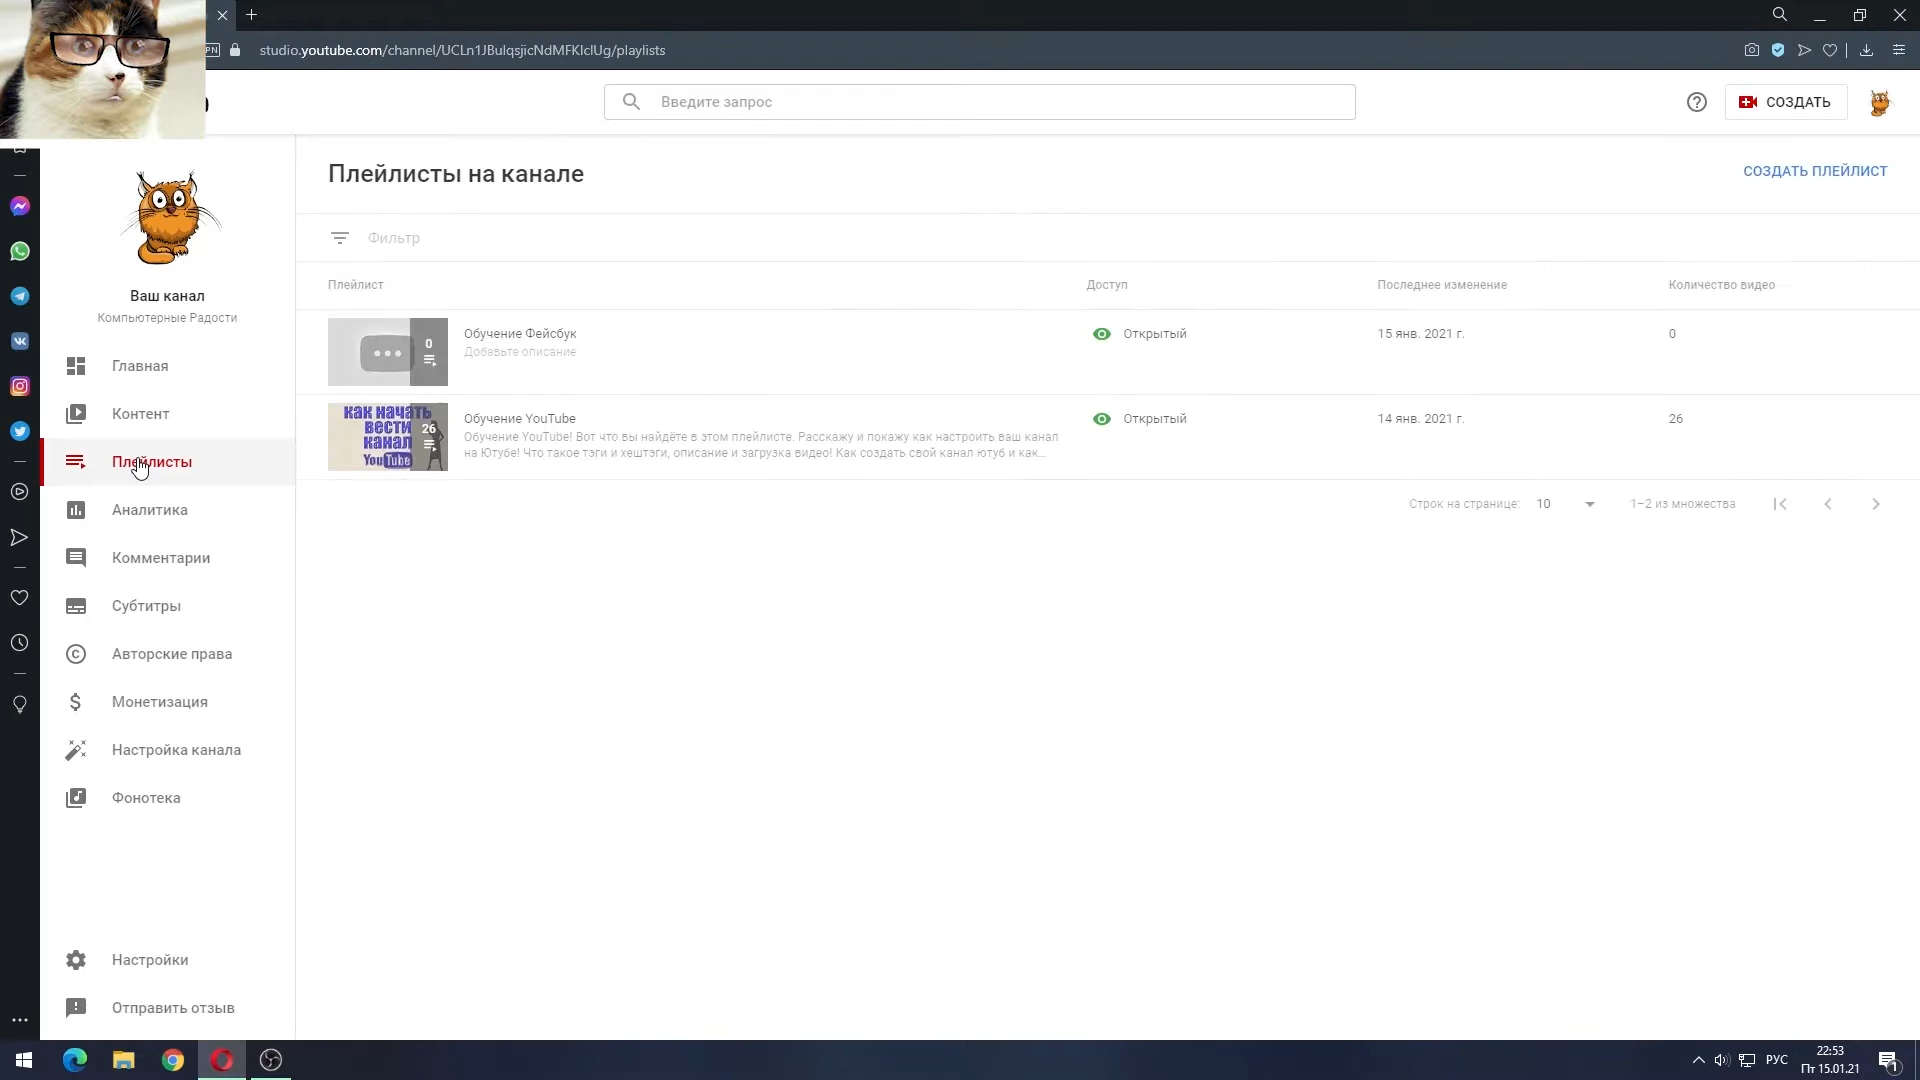 PN
studio.youtube.com/channel/UCLn1JBulqsjicNdMFKlclUg/playlists
Введите запрос
СОЗДАТЬ
Плейлисты на канале
СОЗДАТЬ ПЛЕЙЛИСТ
Фильтр
Плейлист Доступ Последнее изменение Количество видео
0
Обучение Фейсбук
Добавьте описание
Открытый
15 янв. 2021 г.
0
как начать
вести
канал
YouTube
26
Обучение YouTube
Обучение YouTube! Вот что вы найдёте в этом плейлисте. Расскажу и покажу как настроить ваш канал
на Ютубе! Что такое тэги и хештэги, описание и загрузка видео! Как создать свой канал ютуб и как...
Открытый
14 янв. 2021 г.
26
Строк на странице: 10
1–2 из множества
Ваш канал
Компьютерные Радости
Главная
Контент
Плейлисты
Аналитика
Комментарии
Субтитры
Авторские права
Монетизация
Настройка канала
Фонотека
Настройки
Отправить отзыв
РУС
22:53
Пт 15.01.21
1